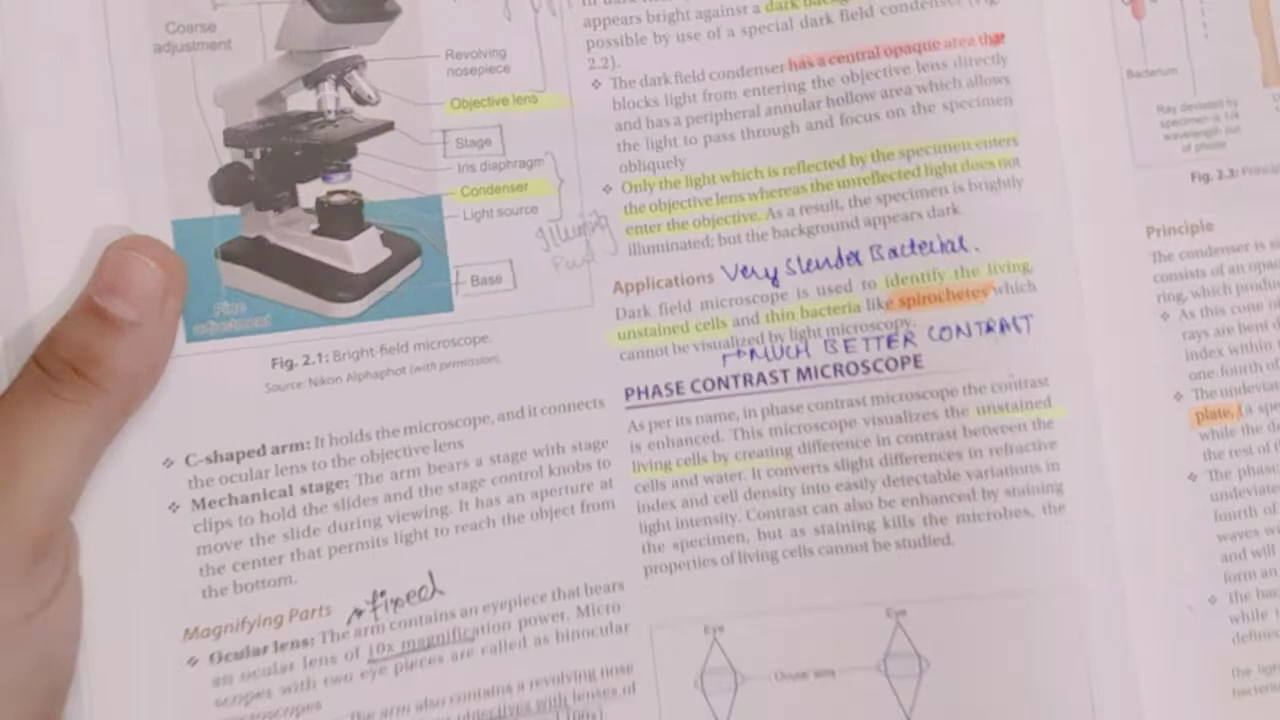 Coarse
adjustment
Revolving
nosepiece
Objective lens
Stage
Iris diaphragm
Condenser
Light source
Illuming
Part
Base
Fine
adjustment
Fig. 2.1: Bright-field microscope.
Source: Nikon Alphaphot (with permission).
❖ C-shaped arm: It holds the microscope, and it connects
the ocular lens to the objective lens
❖ Mechanical stage: The arm bears a stage with stage
clips to hold the slides and the stage control knobs to
move the slide during viewing. It has an aperture at
the center that permits light to reach the object from
the bottom.
Magnifying Parts
fixed
❖ Ocular lens: The arm contains an eyepiece that bears
an ocular lens of 10x magnification power. Micro
scopes with two eye pieces are called as binocular
microscopes
The arm also contains a revolving nose
objectives with lenses of
appears bright against a dark
possible by use of a special dark field condenser
2.2).
❖ The dark field condenser has a central opaque area that
blocks light from entering the objective lens directly
and has a peripheral annular hollow area which allows
the light to pass through and focus on the specimen
obliquely
❖ Only the light which is reflected by the specimen enters
the objective lens whereas the unreflected light does not
enter the objective. As a result, the specimen is brightly
illuminated; but the background appears dark.
Applications Very Slender Bacterial.
Dark field microscope is used to identify the living
unstained cells and thin bacteria like spirochetes which
cannot be visualized by light microscopy.
→ MUCH BETTER CONTRAST
PHASE CONTRAST MICROSCOPE
As per its name, in phase contrast microscope the contrast
is enhanced. This microscope visualizes the unstained
living cells by creating difference in contrast between the
cells and water. It converts slight differences in refractive
index and cell density into easily detectable variations in
light intensity. Contrast can also be enhanced by staining
the specimen, but as staining kills the microbes, the
properties of living cells cannot be studied.
Eye
Eye
Ocular lens
Bacterium
Ray deviated by
specimen is 1/4
wavelength out
of phase
Fig. 2.3: Princip
Principle
The condenser is
consists of an opa
ring, which produ
❖ As this cone o
rays are bent
index within
one-fourth of
❖ The undevia
plate, (a spe
while the de
the rest of
❖ The phase
undeviate
fourth of
waves wi
and will
form an
❖ The bac
while
define
the ligh
bacteri